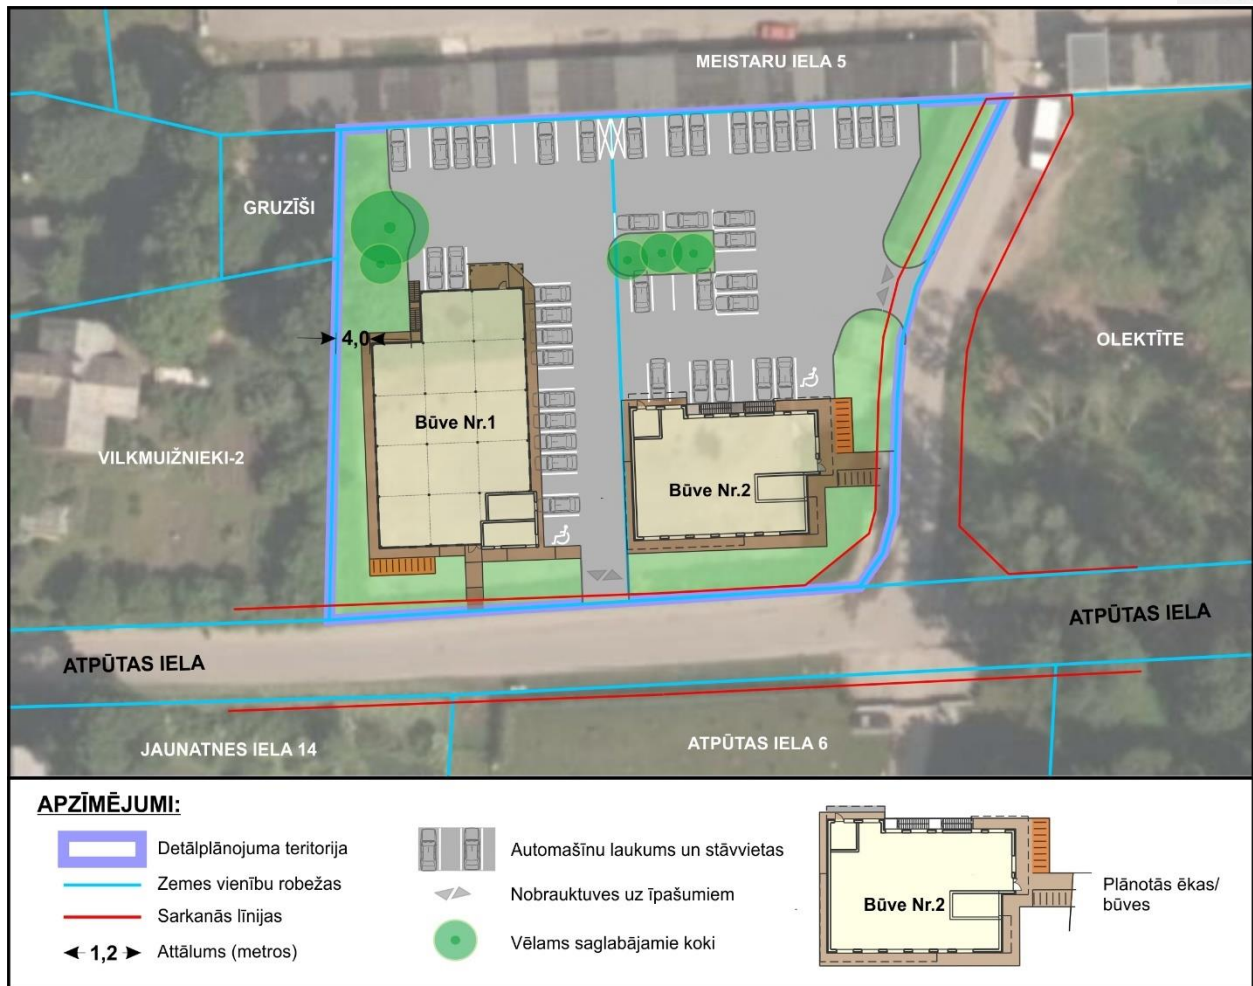 MEISTARU IELA 5
GRUZĪŠI
4,0
OLEKTĪTE
Būve Nr.1
VILKMUIŽNIEKI-2
Būve Nr.2
ATPŪTAS IELA
ATPŪTAS IELA
JAUNATNES IELA 14
ATPŪTAS IELA 6
APZĪMĒJUMI:
Detālplānojuma teritorija
Zemes vienību robežas
Sarkanās līnijas
1,2 Attālums (metros)
Automašīnu laukums un stāvvietas
Nobrauktuves uz īpašumiem
Vēlams saglabājamie koki
Būve Nr.2
Plānotās ēkas/
būves